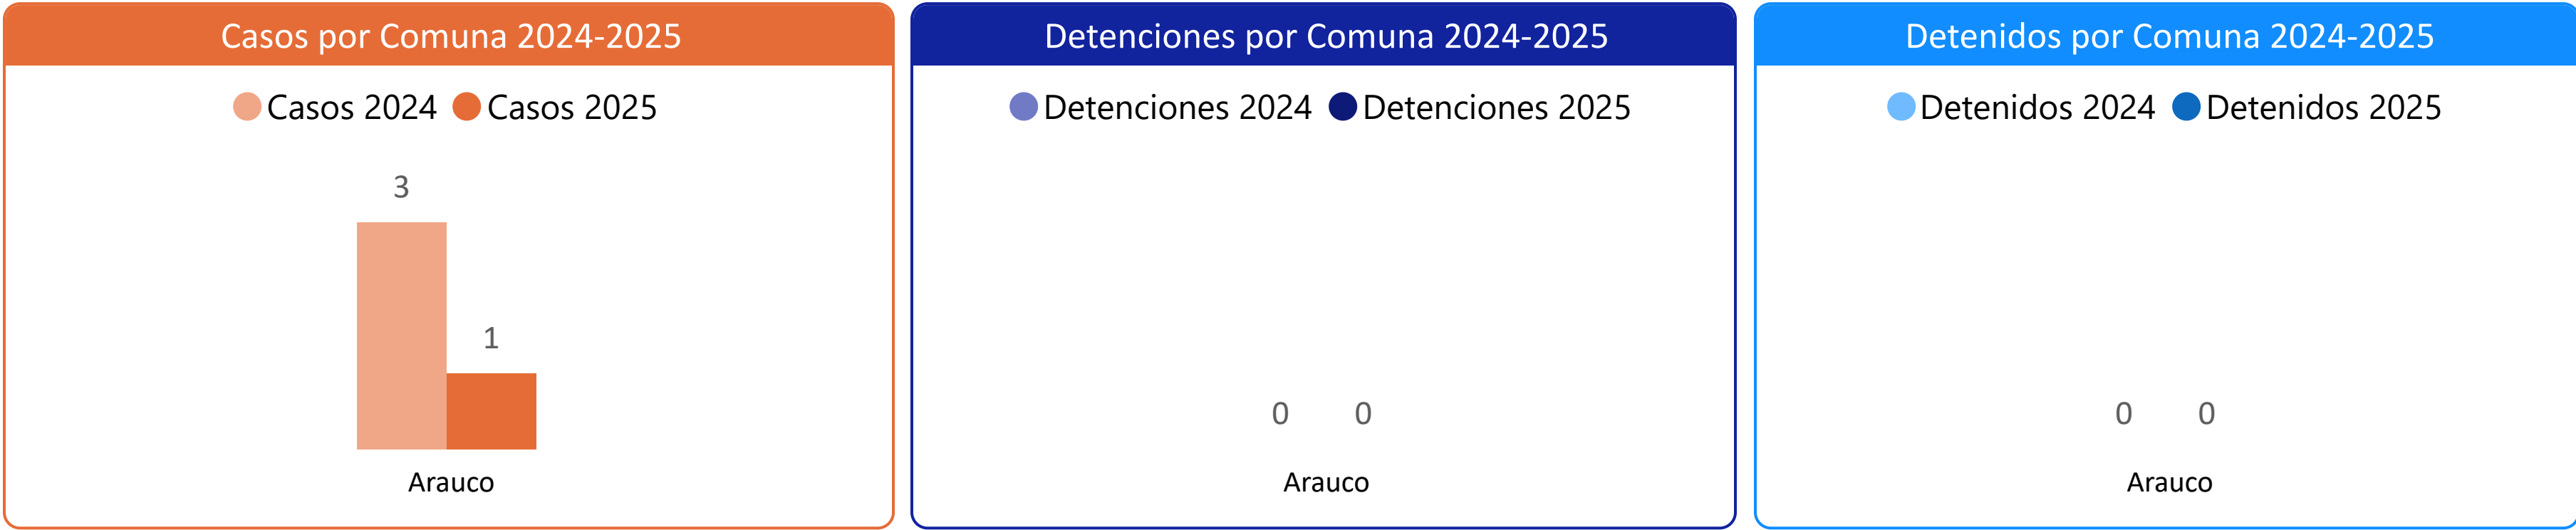 Casos por Comuna 2024-2025
Casos 2024 Casos 2025
3
1
Arauco
Detenciones por Comuna 2024-2025
Detenciones 2024 Detenciones 2025
0 0
Arauco
Detenidos por Comuna 2024-2025
Detenidos 2024 Detenidos 2025
0 0
Arauco